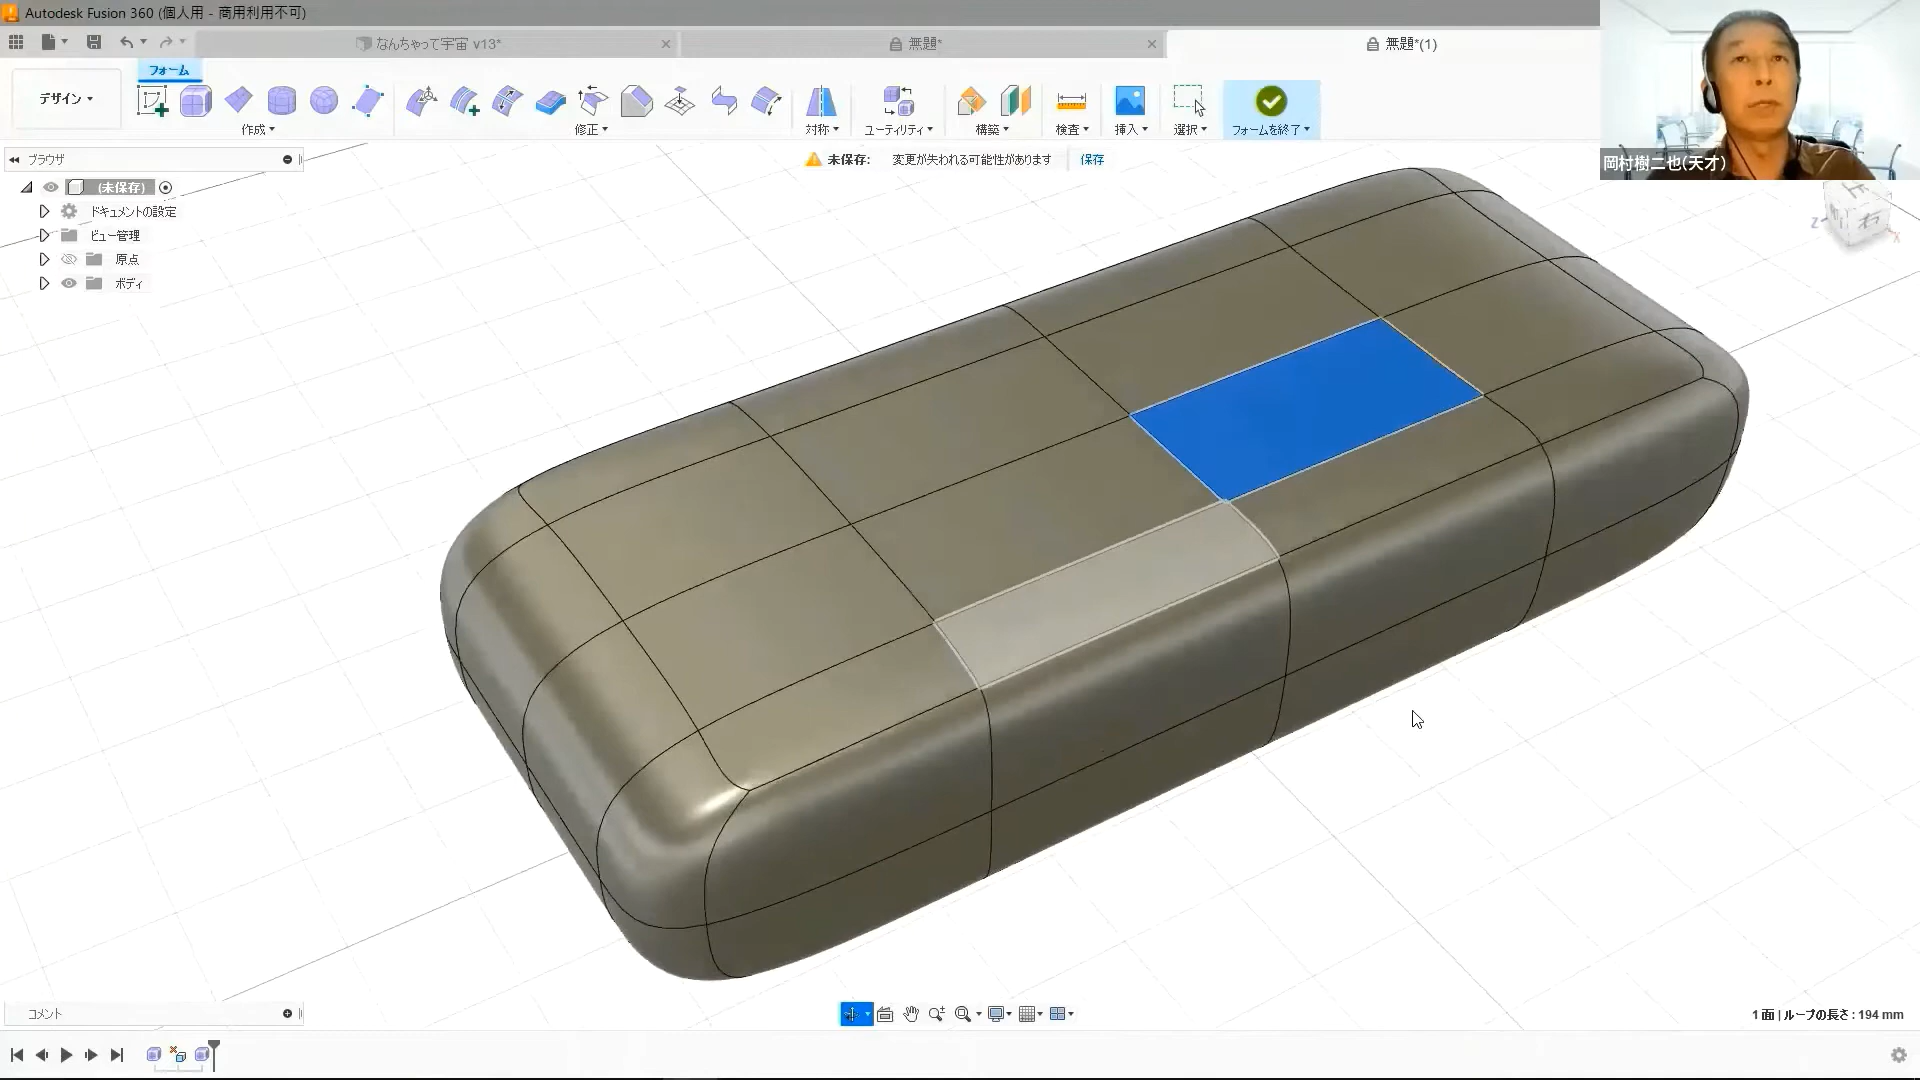 Autodesk Fusion 360 (個人用 - 商用利用不可)
なんちゃって宇宙 v13*
無題*
無題*(1)
フォーム
デザイン
作成
修正
対称
ユーティリティ
構築
検査
挿入
選択
フォームを終了
岡村樹二也(天才)
ブラウザ
未保存: 変更が失われる可能性があります 保存
(未保存)
ドキュメントの設定
ビュー管理
原点
ボディ
Z
右
X
コメント
1 面 | ループの長さ : 194 mm